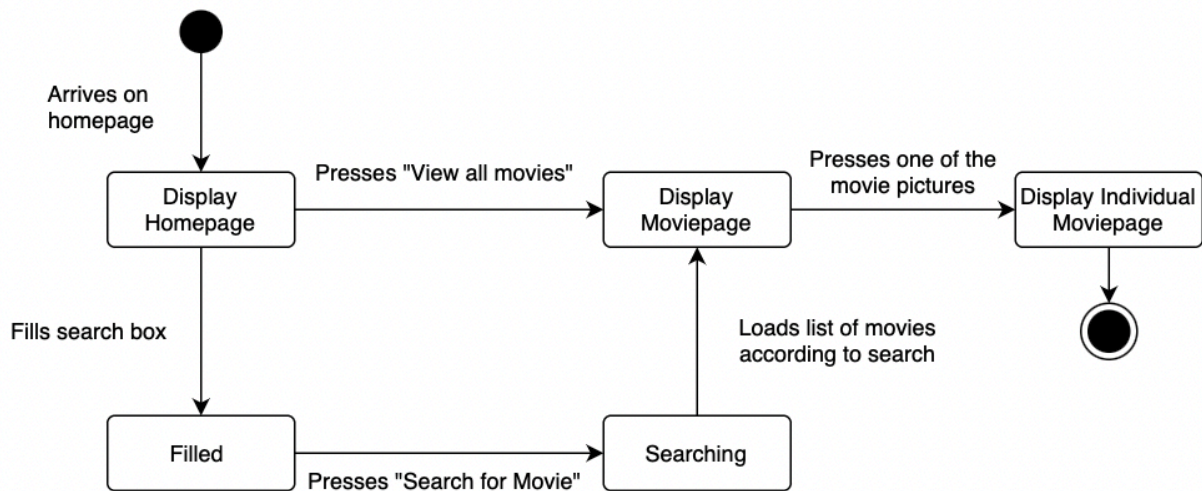 Arrives on
homepage
Display
Homepage
Presses "View all movies"
Display
Moviepage
Presses one of the
movie pictures
Display Individual
Moviepage
Fills search box
Loads list of movies
according to search
Filled
Presses "Search for Movie"
Searching